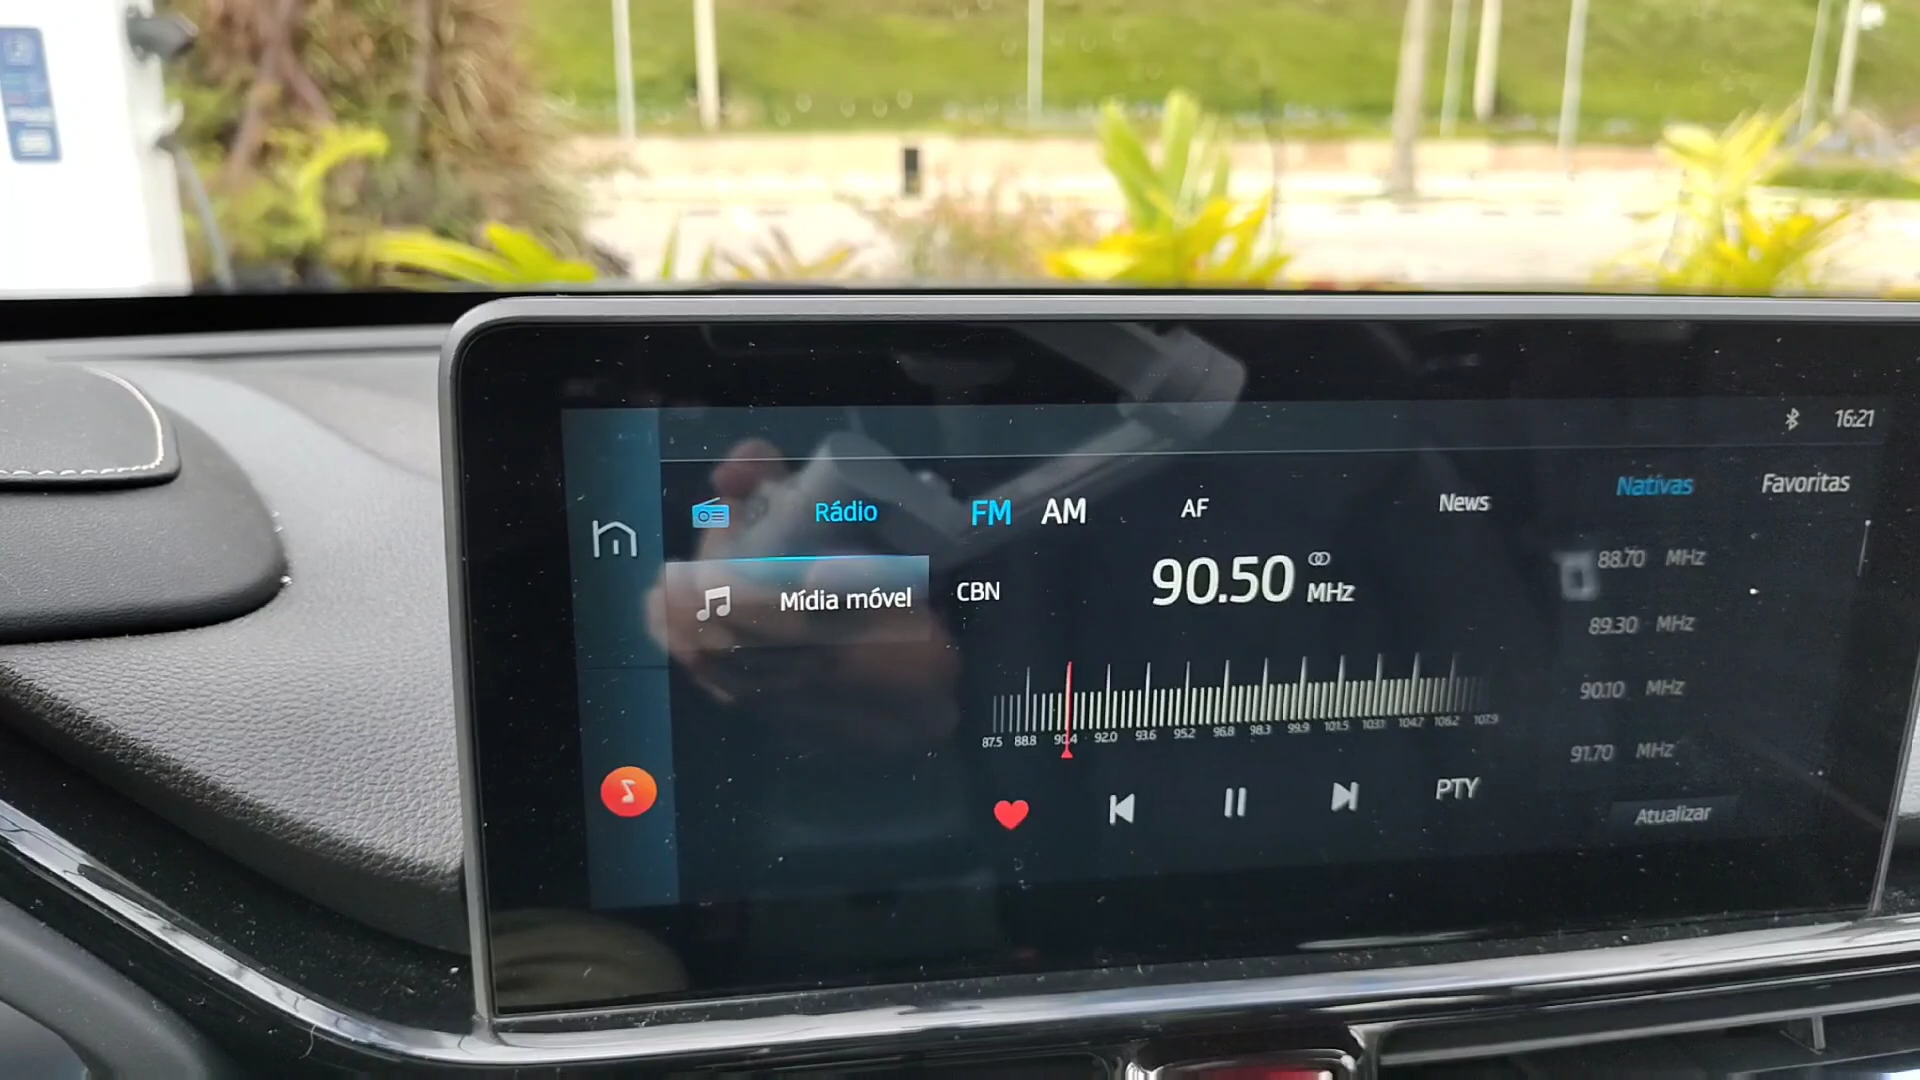 16:21
Rádio FM AM AF News Nativas Favoritas
Mídia móvel CBN 90.50 MHz
88.70 MHz
89.30 MHz
90.10 MHz
91.70 MHz
87.5 88.8 90.4 92.0 93.6 95.2 96.8 98.3 99.9 101.5 103.1 104.7 106.2 107.9
PTY
Atualizar